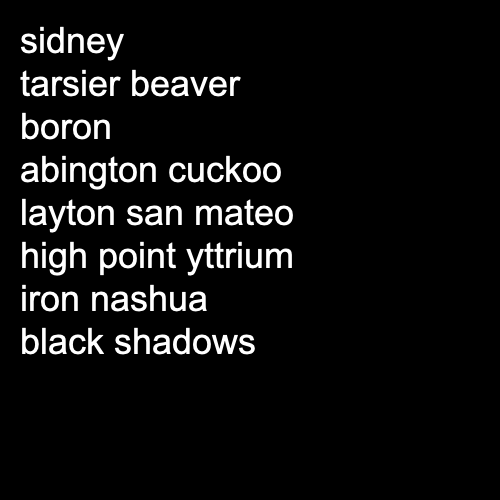 sidney
tarsier beaver
boron
abington cuckoo
layton san mateo
high point yttrium
iron nashua
black shadows